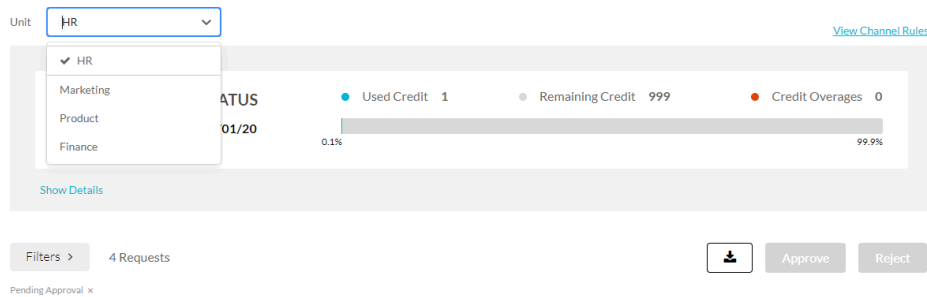 Unit HR
View Channel Rules
HR
Marketing
Product
Finance
ATUS
/01/20
Used Credit 1 Remaining Credit 999 Credit Overages 0
0.1% 99.9%
Show Details
Filters > 4 Requests Approve Reject
Pending Approval ×